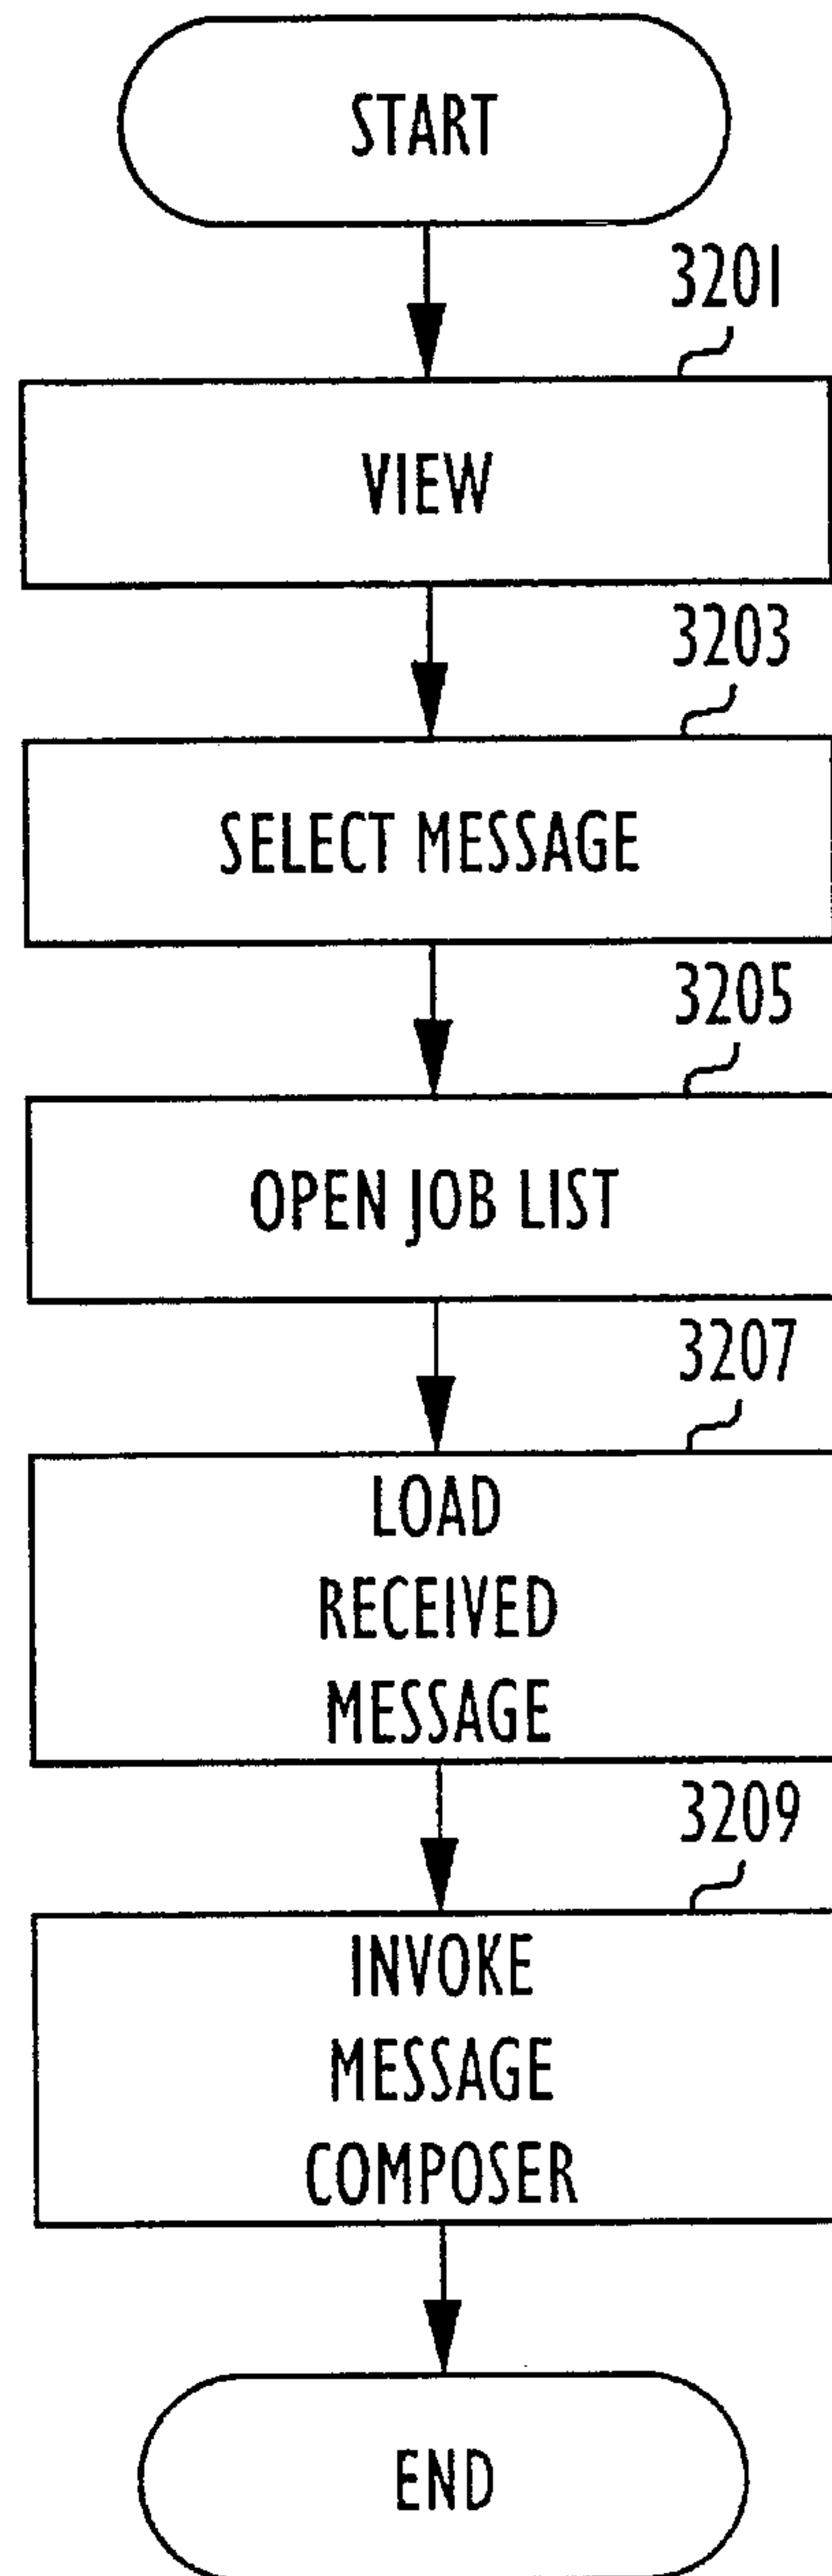 START
3201
VIEW
3203
SELECT MESSAGE
3205
OPEN JOB LIST
3207
LOAD
RECEIVED
MESSAGE
3209
INVOKE
MESSAGE
COMPOSER
END